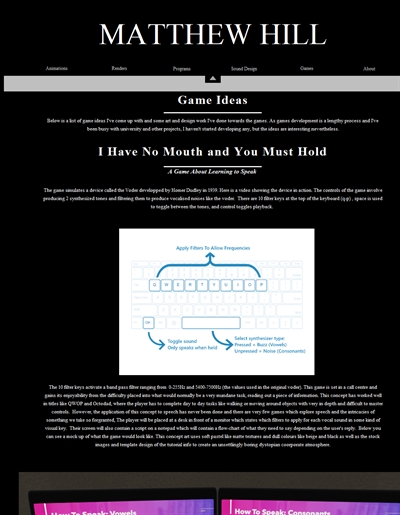 MATTHEW HILL
Animations Renders Programs Sound Design Games About
Game Ideas
Below is a list of game ideas I've come up with and some art and design work I've done towards the games. As games development is a lengthy process and I've
been busy with university and other projects, I haven't started developing any, but the ideas are interesting nevertheless.
I Have No Mouth and You Must Hold
A Game About Learning to Speak
The game simulates a device called the Voder developped by Homer Dudley in 1939. Here is a video showing the device in action. The controls of the game involve
producing 2 synthesized tones and filtering them to produce vocalised noises like the voder. There are 10 filter keys at the top of the keyboard (q-p) , space is used
to toggle between the tones, and control toggles playback.
Apply Filters To Allow Frequencies
Q W E R T Y U I O P
Toggle sound
Only speaks when held
Select synthesizer type:
Pressed = Buzz (Vowels)
Unpressed = Noise (Consonants)
The 10 filter keys activate a band pass filter ranging from 0-225Hz and 5400-7500Hz (the values used in the original voder). This game is set in a call centre and
gains its enjoyability from the difficulty placed into what would normally be a very mundane task, reading out a piece of information. This concept has worked well
in titles like QWOP and Octodad, where the player has to complete day to day tasks like walking or moving around objects with very in depth and difficult to master
controls. However, the application of this concept to speech has never been done and there are very few games which explore speech and the intricacies of
something we take so forgranted. The player will be placed at a desk in front of a monitor which states which filters to apply for each vocal sound in some kind of
visual key. Their screen will also contain a script on a notepad which will contain a flow-chart of what they need to say depending on the user's reply. Below you
can see a mock up of what the game would look like. This concept art uses soft pastel like matte textures and dull colours like beige and black as well as the stock
images and template design of the tutorial info to create an unsettlingly boring dystopian corporate atmosphere.
How To Speak: Vowels How To Speak: Consonants